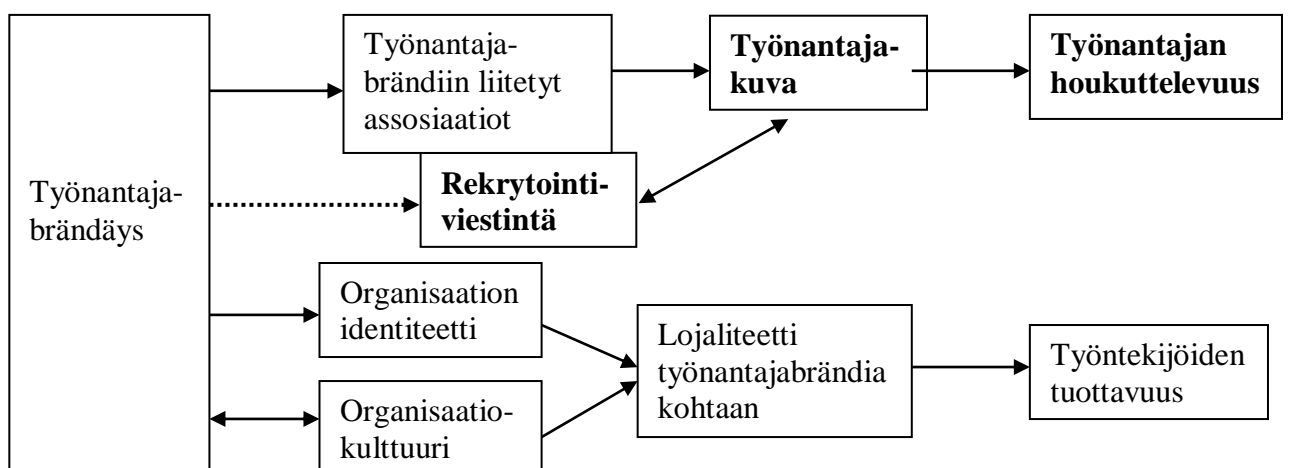 Työnantaja-
brändäys
Työnantaja-
brändiin liitetyt
assosiaatiot
Työnantaja-
kuva
Työnantajan
houkuttelevuus
Rekrytointi-
viestintä
Organisaation
identiteetti
Organisaatio-
kulttuuri
Lojaliteetti
työnantajabrändia
kohtaan
Työntekijöiden
tuottavuus